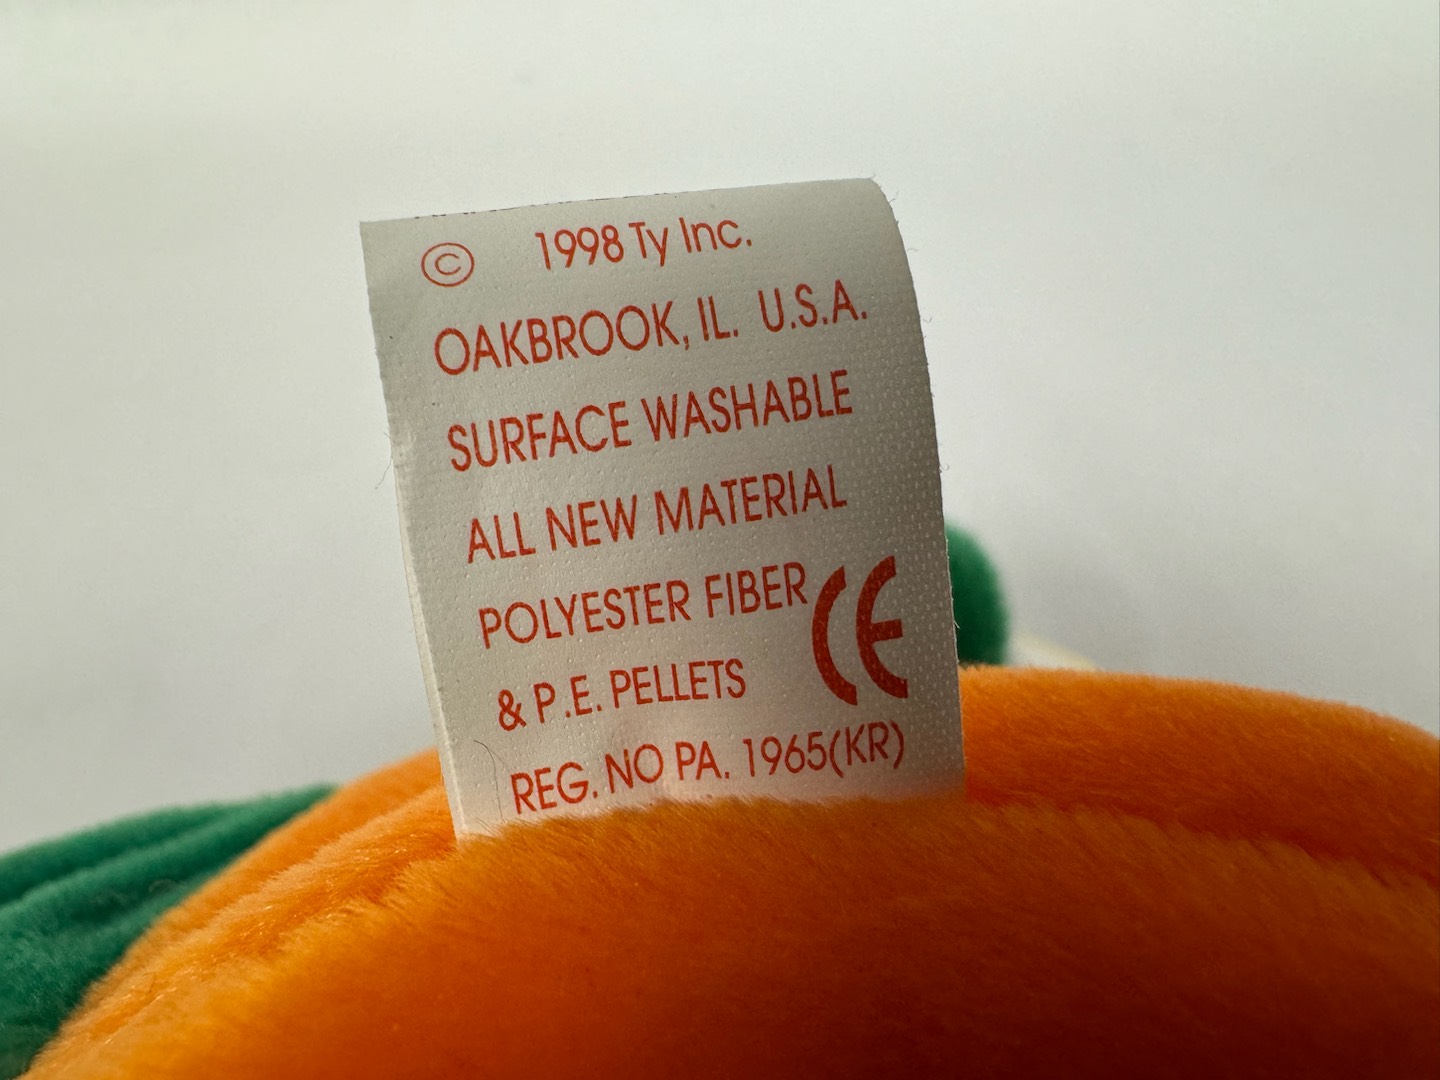 © 1998 Ty Inc.
OAKBROOK, IL. U.S.A.
SURFACE WASHABLE
ALL NEW MATERIAL
POLYESTER FIBER
& P.E. PELLETS CE
REG. NO PA. 1965(KR)